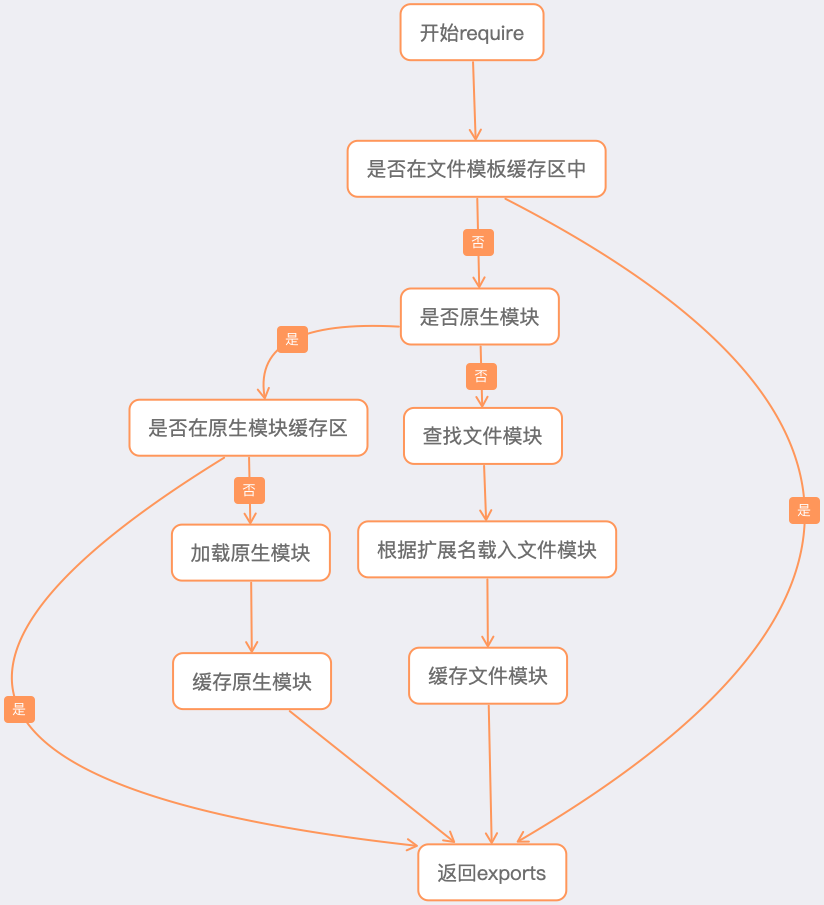 开始require
是否在文件模板缓存区中
否
是否原生模块
是
否
是否在原生模块缓存区
查找文件模块
否
是
加载原生模块
根据扩展名载入文件模块
缓存原生模块
缓存文件模块
是
返回exports